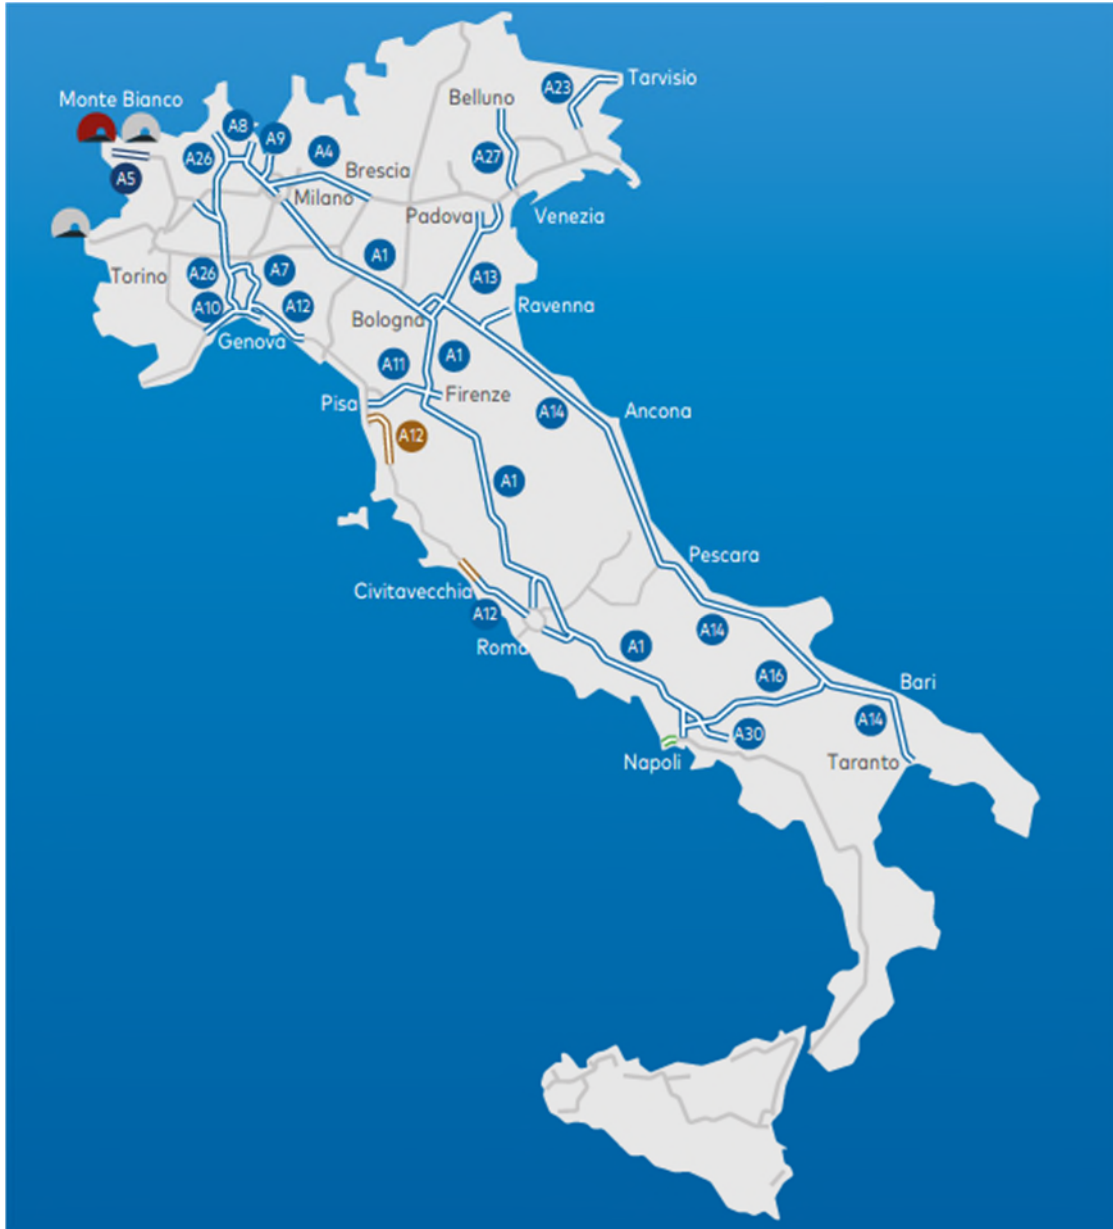 Tarvisio
A23
Monte Bianco
Belluno
A8
A9
A4
A26
A27
Brescia
A5
Milano
Padova
Venezia
A1
Torino
A26
A7
A13
A10
A12
Ravenna
Bologna
Genova
A11
A1
Firenze
Pisa
A14
Ancona
A12
A1
Pescara
Civitavecchia
A12
A14
Roma
A1
A16
Bari
A14
A30
Napoli
Taranto